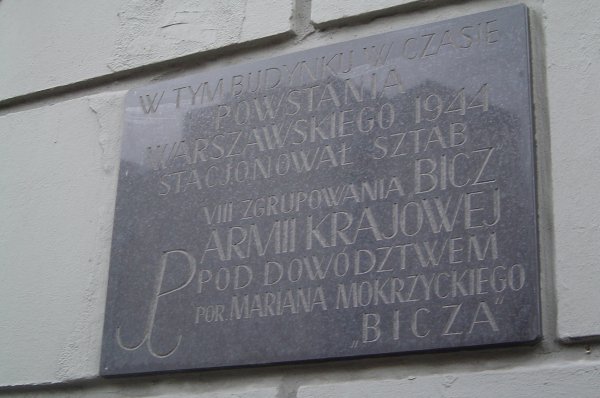 W TYM BUDYNKU W CZASIE
POWSTANIA
WARSZAWSKIEGO 1944
STACJONOWAŁ SZTAB
VIII ZGRUPOWANIA BICZ"
ARMII KRAJOWEJ
POD DOWÓDZTWEM
POR. MARIANA MOKRZYCKIEGO
„BICZA"